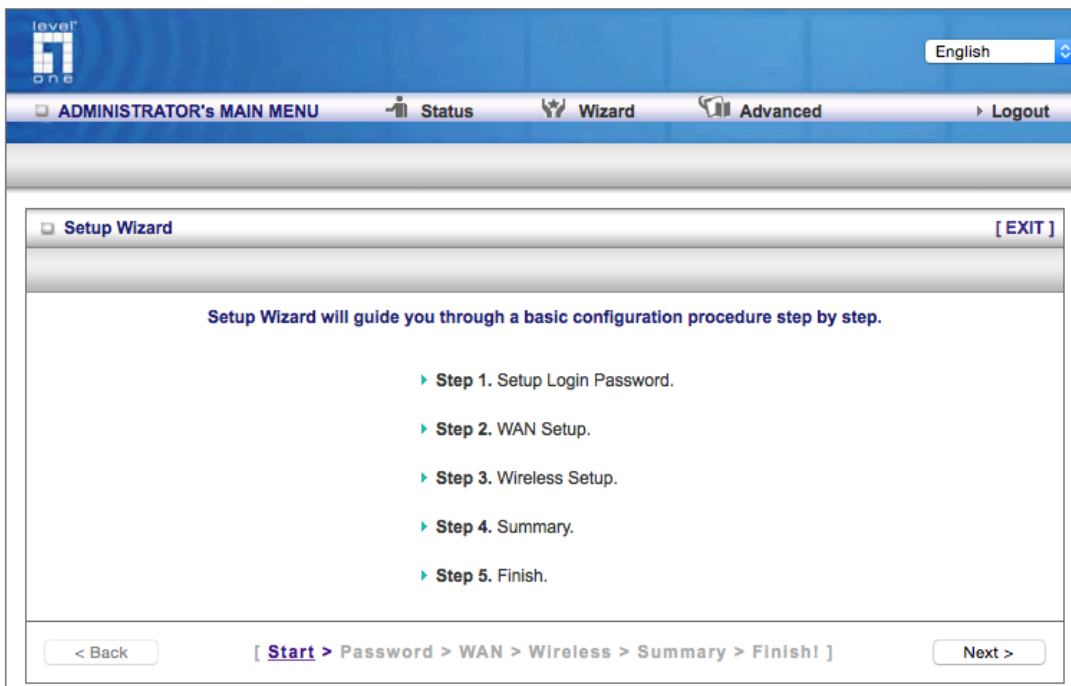 level
one
English
ADMINISTRATOR's MAIN MENU Status Wizard Advanced Logout
Setup Wizard [ EXIT ]
Setup Wizard will guide you through a basic configuration procedure step by step.
Step 1. Setup Login Password.
Step 2. WAN Setup.
Step 3. Wireless Setup.
Step 4. Summary.
Step 5. Finish.
< Back [ Start > Password > WAN > Wireless > Summary > Finish! ] Next >